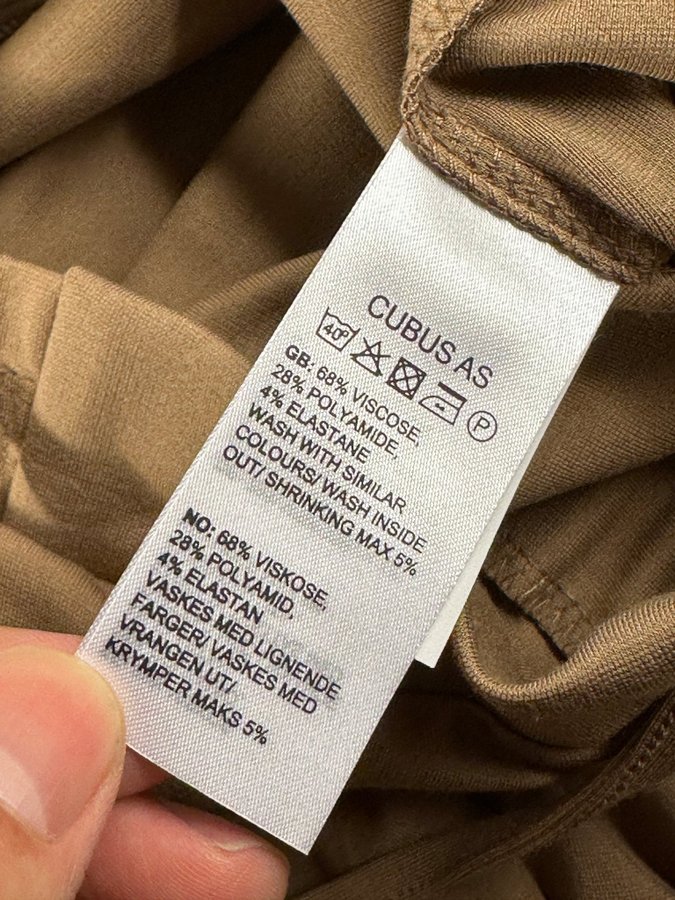 CUBUS AS
40° P
GB: 68% VISCOSE,
28% POLYAMIDE,
4% ELASTANE
WASH WITH SIMILAR
COLOURS/ WASH INSIDE
OUT/ SHRINKING MAX 5%
NO: 68% VISKOSE,
28% POLYAMID,
4% ELASTAN
VASKES MED LIGNENDE
FARGER/ VASKES MED
VRANGEN UT/
KRYMPER MAKS 5%